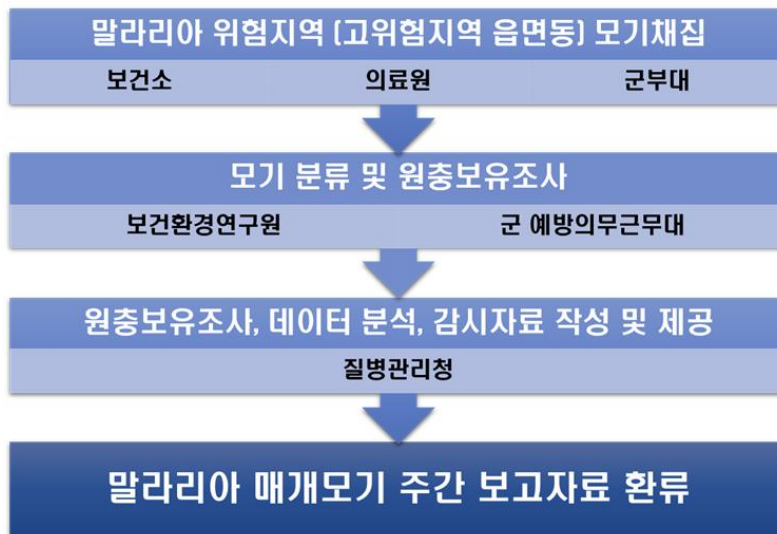 말라리아 위험지역 (고위험지역 읍면동) 모기채집
보건소 의료원 군부대
모기 분류 및 원충보유조사
보건환경연구원 군 예방의무근무대
원충보유조사, 데이터 분석, 감시자료 작성 및 제공
질병관리청
말라리아 매개모기 주간 보고자료 환류